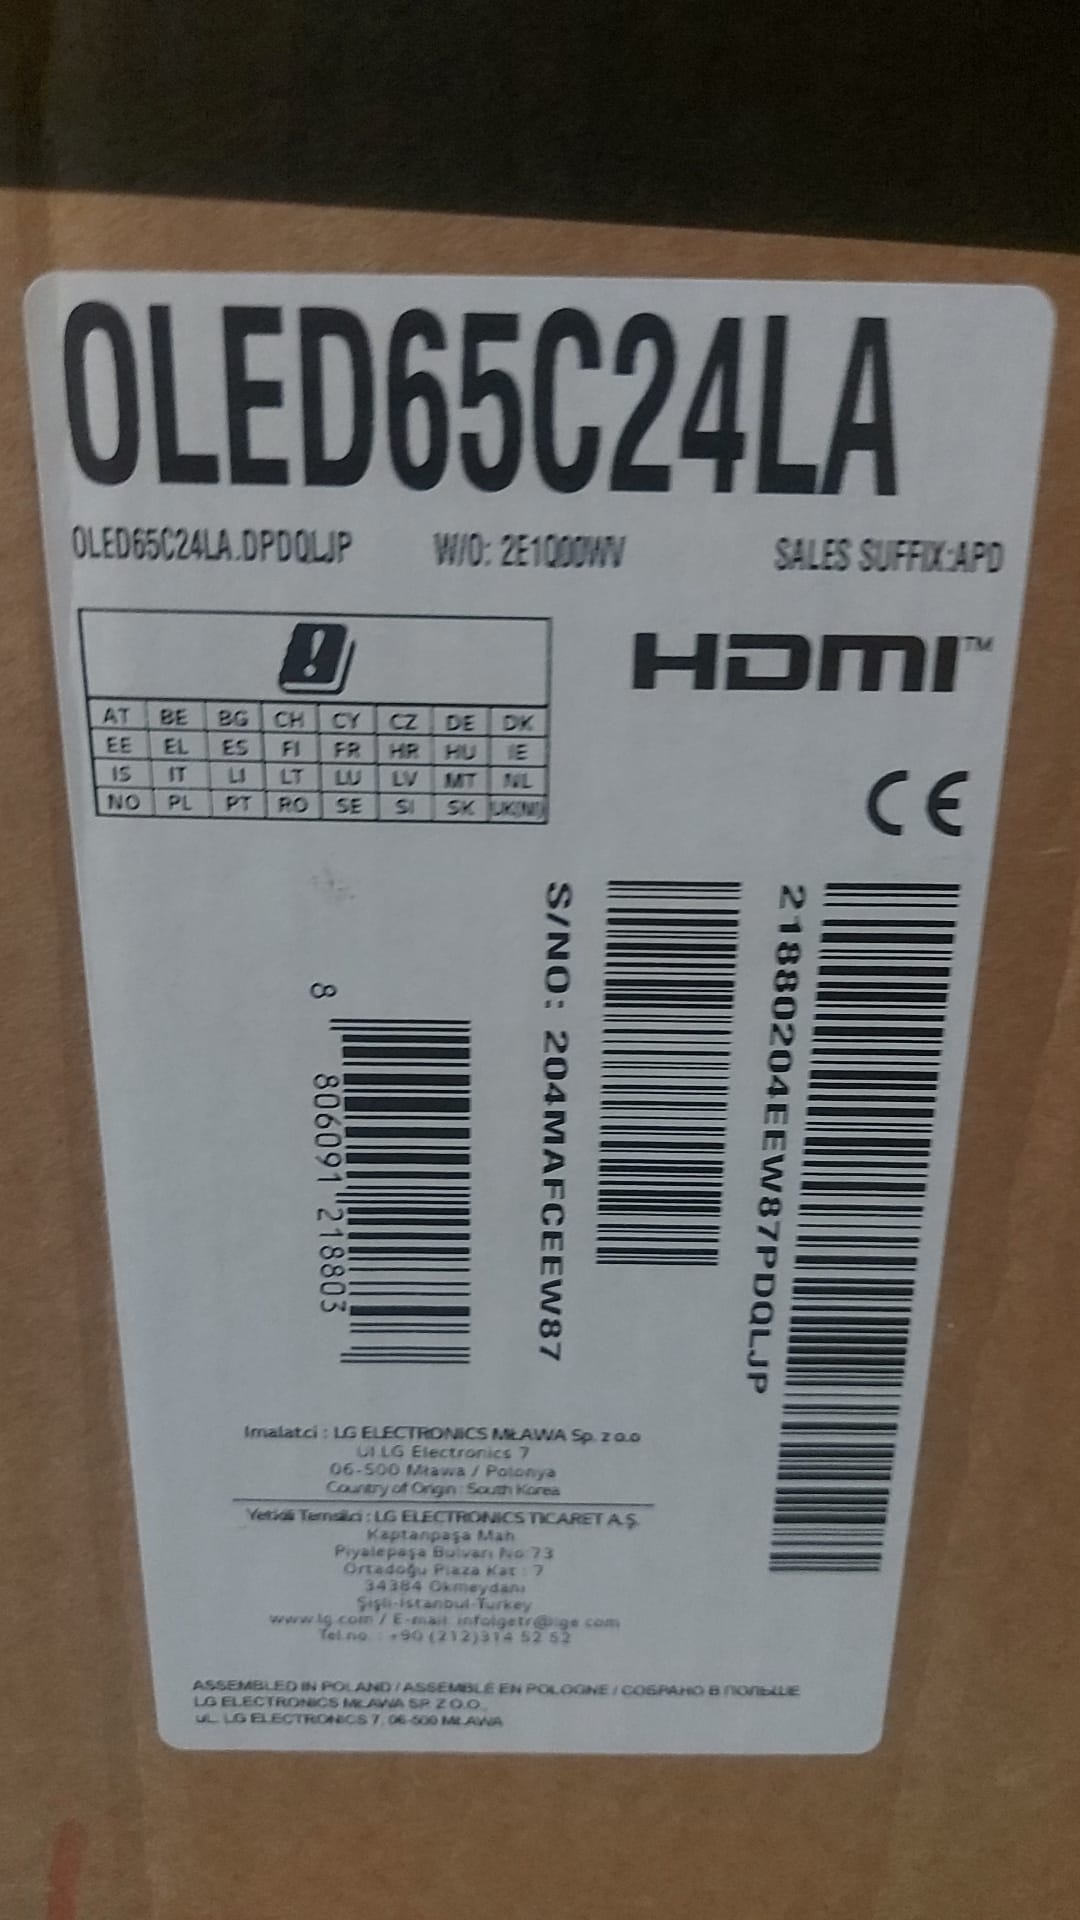 OLED65C24LA
OLED65C24LA.DPDQLJP W/O: 2E1Q00WV SALES SUFFIX:APD
HDMI™
AT BE BG CH CY CZ DE DK
EE EL ES FI FR HR HU IE
IS IT LI LT LU LV MT NL
NO PL PT RO SE SI SK UK(NI)
CE
8 806091 218803
S/NO: 204MAFCEEW87
21880204EEW87PDQLJP
Imalatci : LG ELECTRONICS MŁAWA Sp. z o.o
Ul.LG Electronics 7
06-500 Mława / Polonya
Country of Origin : South Korea
Yetkili Temsilci : LG ELECTRONICS TICARET A.Ş.
Kaptanpaşa Mah
Piyalepaşa Bulvarı No:73
Ortadoğu Plaza Kat : 7
34384 Okmeydanı
Şişli-İstanbul-Turkey
www.lg.com / E-mail: infolgetr@lge.com
Tel.no. : +90 (212)314 52 52
ASSEMBLED IN POLAND / ASSEMBLÉ EN POLOGNE / СОБРАНО В ПОЛЬШЕ
LG ELECTRONICS MŁAWA SP. Z O.O.,
UL. LG ELECTRONICS 7, 06-500 MŁAWA